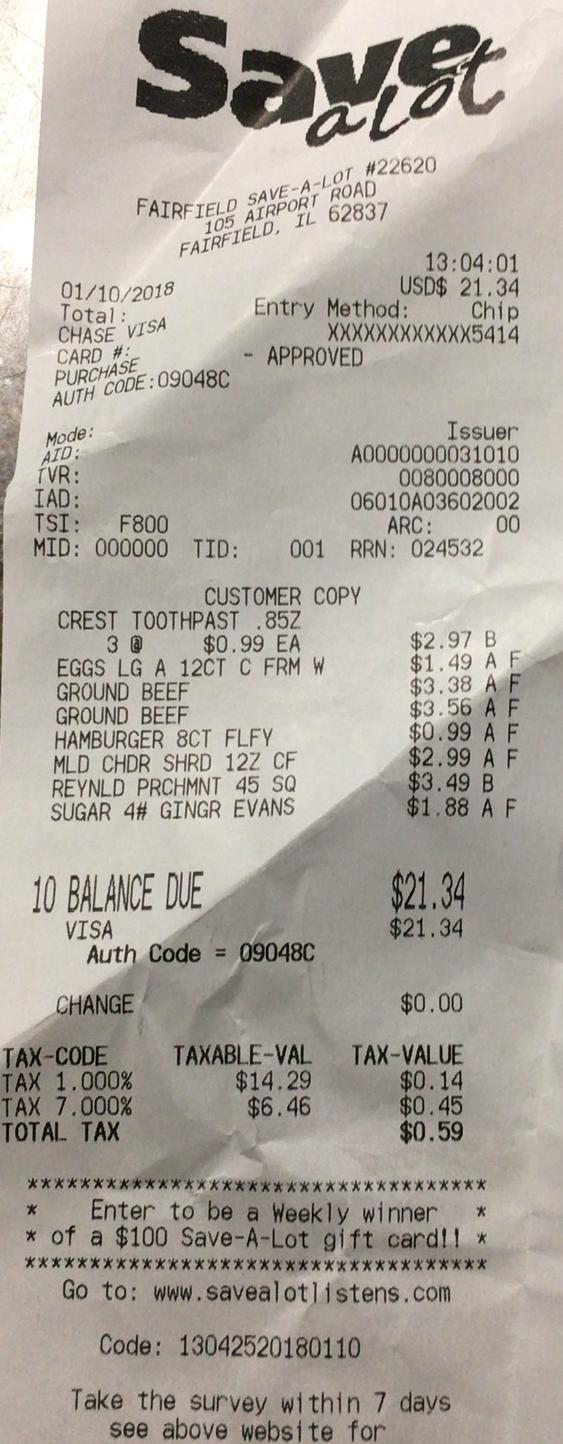 Save
a lot
FAIRFIELD SAVE-A-LOT #22620
105 AIRPORT ROAD
FAIRFIELD, IL 62837
01/10/2018 13:04:01
Total: USD$ 21.34
CHASE VISA Entry Method: Chip
CARD #: XXXXXXXXXXXX5414
PURCHASE - APPROVED
AUTH CODE:09048C
Mode: Issuer
AID: A0000000031010
TVR: 0080008000
IAD: 06010A03602002
TSI: F800 ARC: 00
MID: 000000 TID: 001 RRN: 024532
CUSTOMER COPY
CREST TOOTHPAST .85Z
3 @ $0.99 EA $2.97 B
EGGS LG A 12CT C FRM W $1.49 A F
GROUND BEEF $3.38 A F
GROUND BEEF $3.56 A F
HAMBURGER 8CT FLFY $0.99 A F
MLD CHDR SHRD 12Z CF $2.99 A F
REYNLD PRCHMNT 45 SQ $3.49 B
SUGAR 4# GINGR EVANS $1.88 A F
10 BALANCE DUE $21.34
VISA $21.34
Auth Code = 09048C
CHANGE $0.00
TAX-CODE TAXABLE-VAL TAX-VALUE
TAX 1.000% $14.29 $0.14
TAX 7.000% $6.46 $0.45
TOTAL TAX $0.59
***********************************
* Enter to be a Weekly winner *
* of a $100 Save-A-Lot gift card!! *
***********************************
Go to: www.savealotlistens.com
Code: 13042520180110
Take the survey within 7 days
see above website for